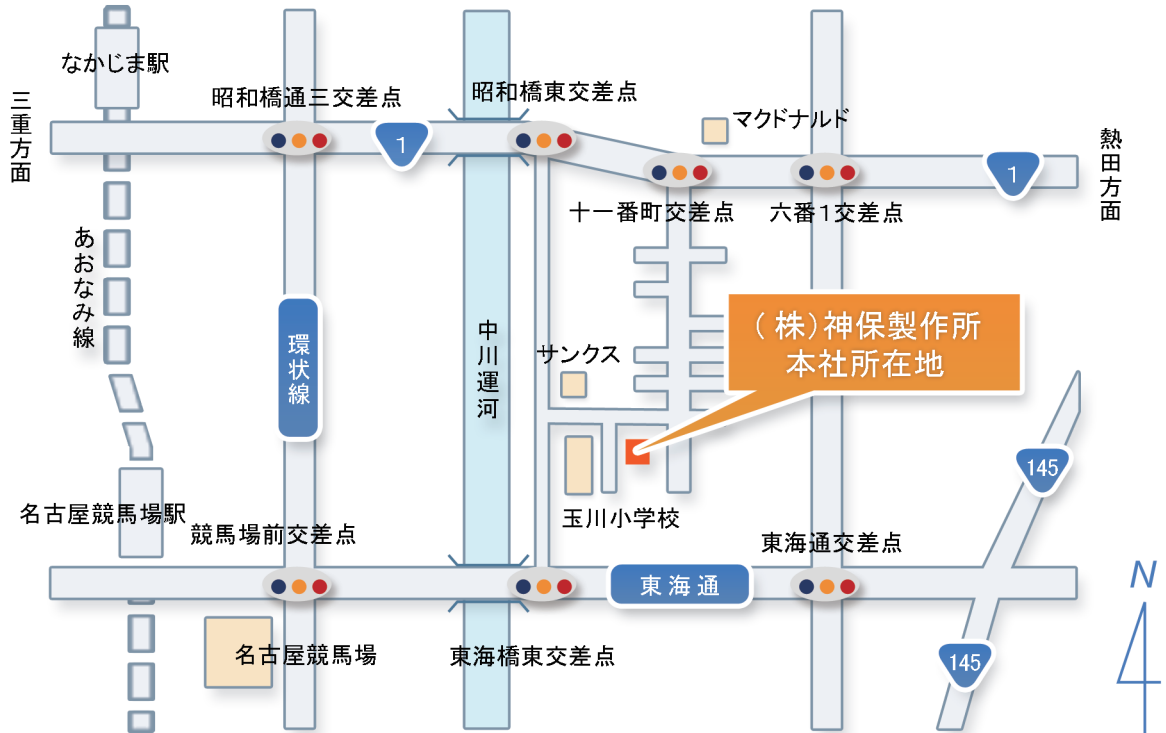 なかじま駅
三重方面
昭和橋通三交差点
昭和橋東交差点
マクドナルド
熱田方面
1
1
十一番町交差点
六番1交差点
あおなみ線
環状線
中川運河
サンクス
(株)神保製作所
本社所在地
145
名古屋競馬場駅
競馬場前交差点
玉川小学校
東海通交差点
東海通
N
名古屋競馬場
東海橋東交差点
145